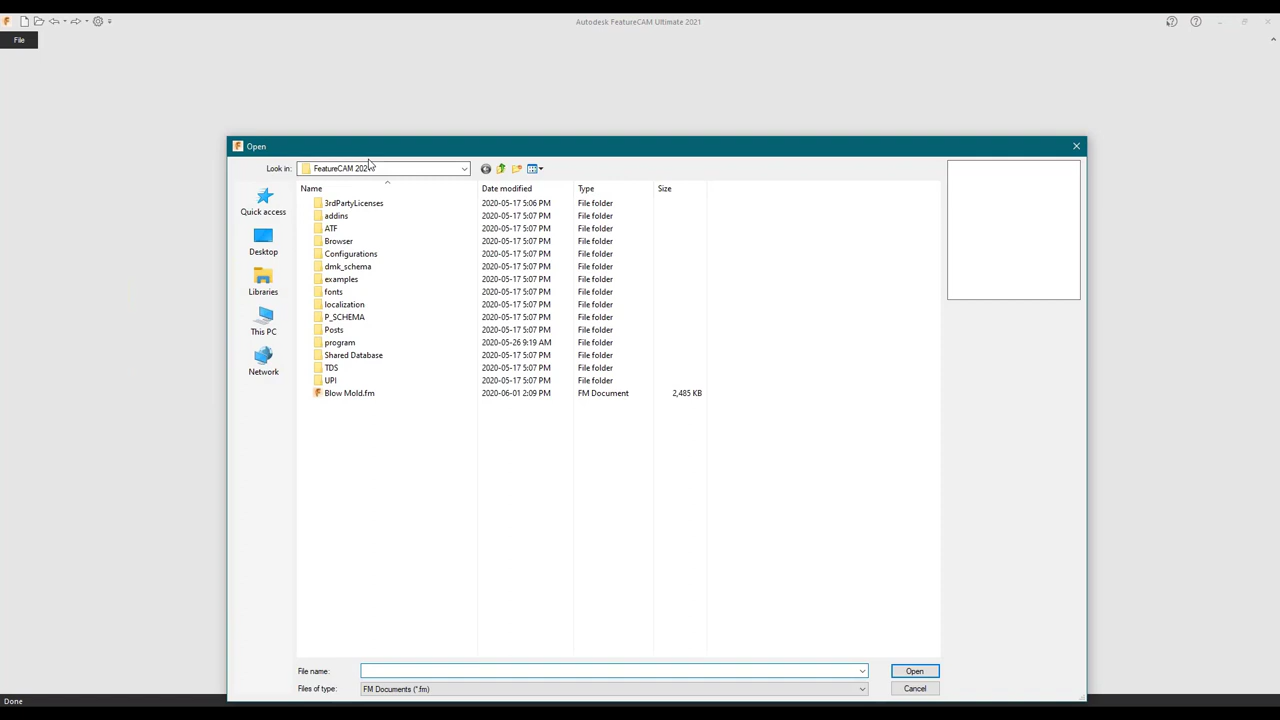 Autodesk FeatureCAM Ultimate 2021
File
Open
Look in: FeatureCAM 2021
Name Date modified Type Size
Quick access
Desktop
Libraries
This PC
Network
3rdPartyLicenses 2020-05-17 5:06 PM File folder
addins 2020-05-17 5:07 PM File folder
ATF 2020-05-17 5:07 PM File folder
Browser 2020-05-17 5:07 PM File folder
Configurations 2020-05-17 5:07 PM File folder
dmk_schema 2020-05-17 5:07 PM File folder
examples 2020-05-17 5:07 PM File folder
fonts 2020-05-17 5:07 PM File folder
localization 2020-05-17 5:07 PM File folder
P_SCHEMA 2020-05-17 5:07 PM File folder
Posts 2020-05-17 5:07 PM File folder
program 2020-05-26 9:19 AM File folder
Shared Database 2020-05-17 5:07 PM File folder
TDS 2020-05-17 5:07 PM File folder
UPI 2020-05-17 5:07 PM File folder
Blow Mold.fm 2020-06-01 2:09 PM FM Document 2,485 KB
File name: Open
Files of type: FM Documents (*.fm) Cancel
Done